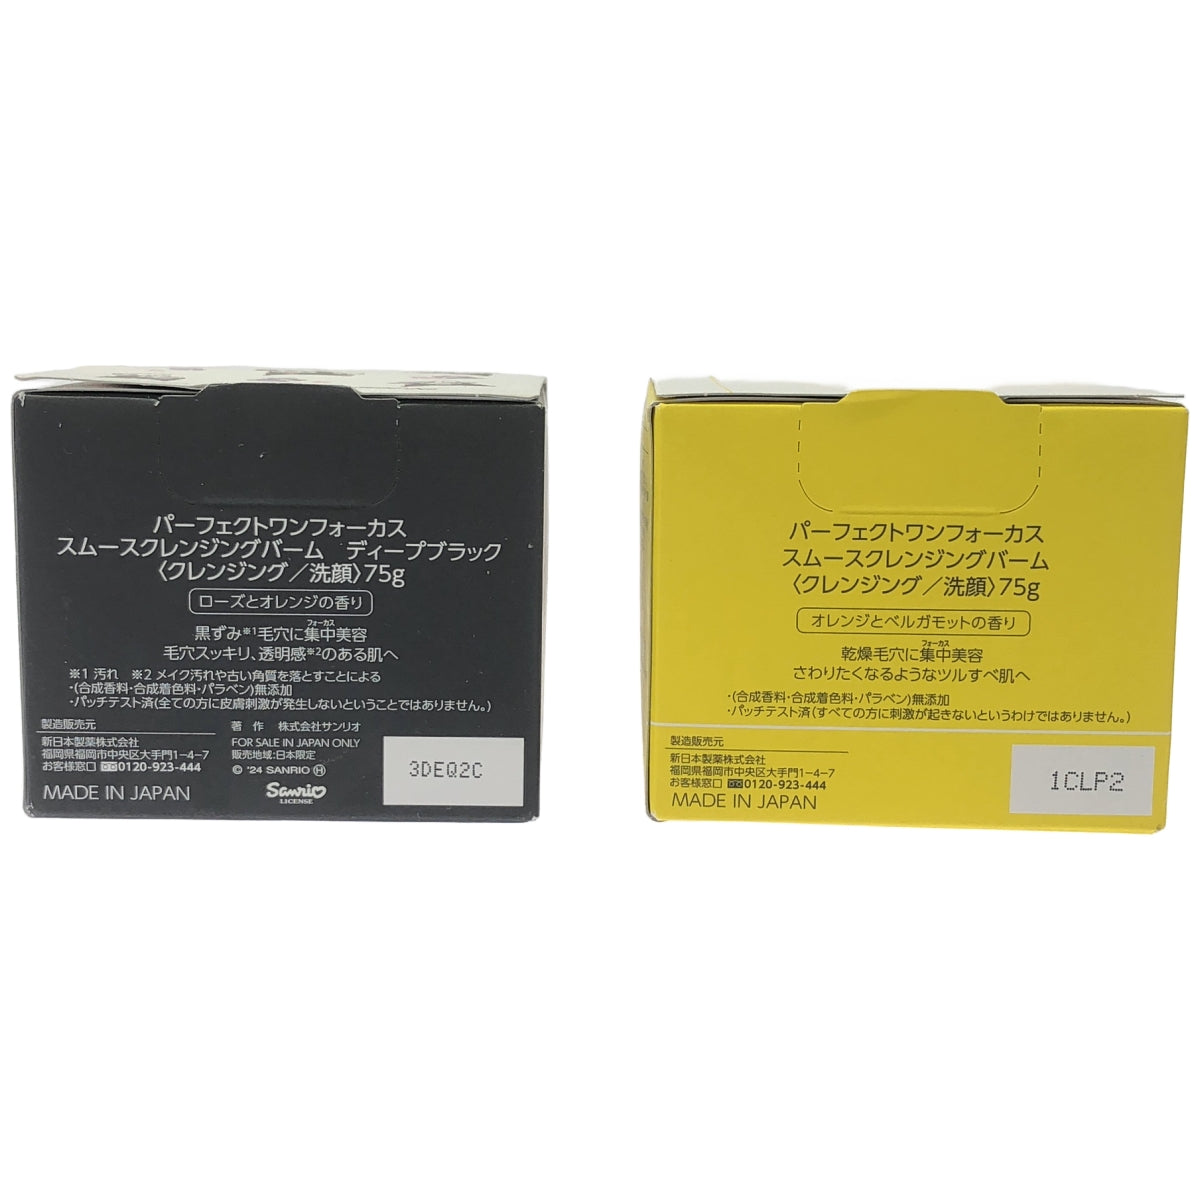 パーフェクトワンフォーカス
スムースクレンジングバーム ディープブラック
〈クレンジング/洗顔〉75g
ローズとオレンジの香り
フォーカス
黒ずみ※1毛穴に集中美容
毛穴スッキリ、透明感※2のある肌へ
※1 汚れ ※2 メイク汚れや古い角質を落とすことによる
・(合成香料・合成着色料・パラベン)無添加
・パッチテスト済(全ての方に皮膚刺激が発生しないということではありません。)
製造販売元
新日本製薬株式会社
福岡県福岡市中央区大手門1-4-7
お客様窓口 0120-923-444
MADE IN JAPAN
著 作 株式会社サンリオ
FOR SALE IN JAPAN ONLY
販売地域:日本限定
© '24 SANRIO Ⓗ
Sanrio
LICENSE
3DEQ2C
パーフェクトワンフォーカス
スムースクレンジングバーム
〈クレンジング/洗顔〉75g
オレンジとベルガモットの香り
フォーカス
乾燥毛穴に集中美容
さわりたくなるようなツルすべ肌へ
・(合成香料・合成着色料・パラベン)無添加
・パッチテスト済(すべての方に刺激が起きないというわけではありません。)
製造販売元
新日本製薬株式会社
福岡県福岡市中央区大手門1-4-7
お客様窓口 0120-923-444
MADE IN JAPAN
1CLP2